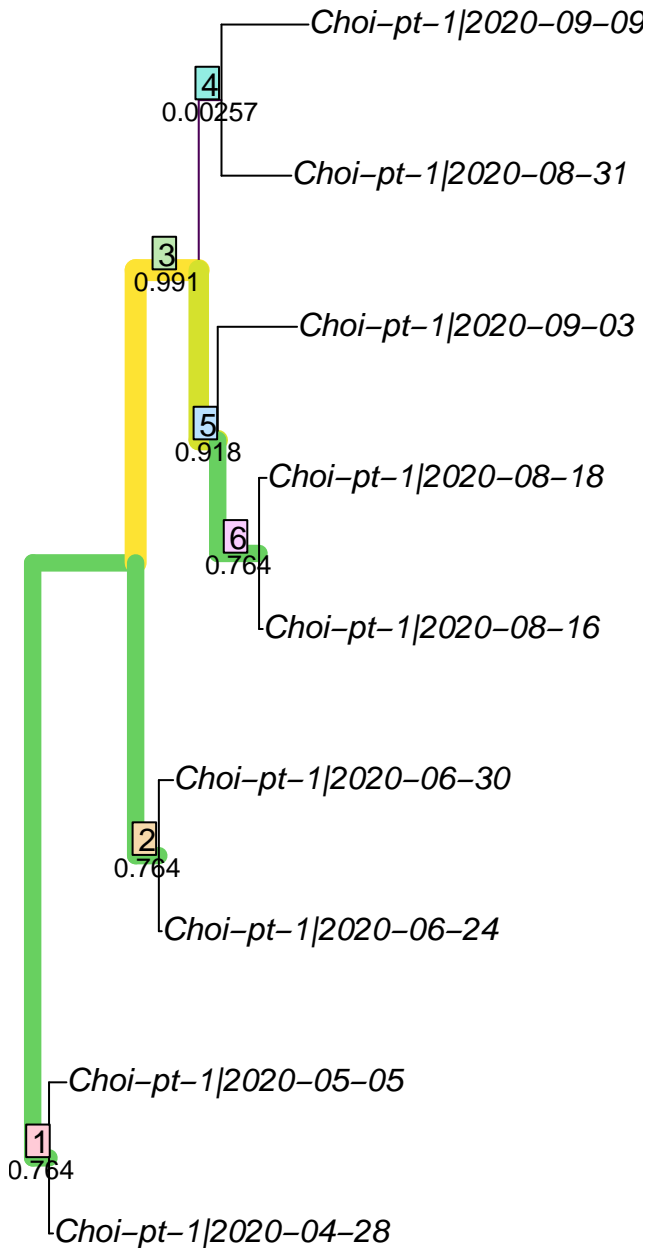 Choi−pt−1|2020−09−09
4
0.00257
Choi−pt−1|2020−08−31
3
0.991
Choi−pt−1|2020−09−03
5
0.918
Choi−pt−1|2020−08−18
6
0.764
Choi−pt−1|2020−08−16
Choi−pt−1|2020−06−30
2
0.764
Choi−pt−1|2020−06−24
Choi−pt−1|2020−05−05
1
0.764
Choi−pt−1|2020−04−28